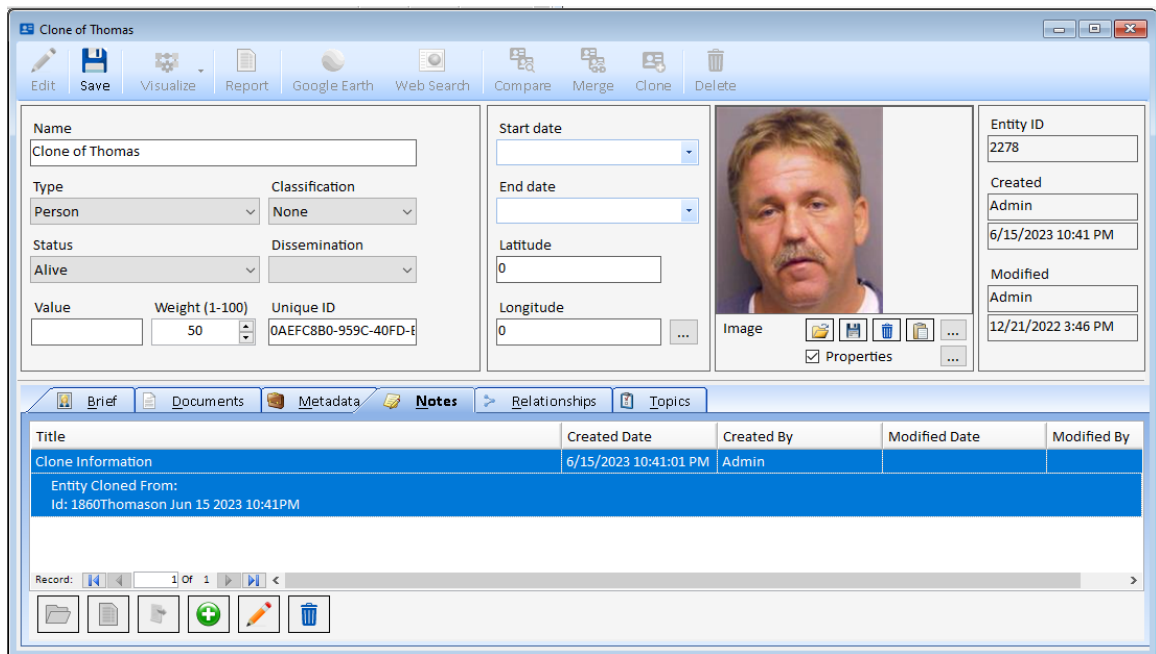 Clone of Thomas
Edit Save Visualize Report Google Earth Web Search Compare Merge Clone Delete
Name
Clone of Thomas
Type Classification
Person None
Status Dissemination
Alive
Value Weight (1-100) Unique ID
50 0AEFC8B0-959C-40FD-
Start date
End date
Latitude
0
Longitude
0 ...
Image ...
Properties ...
Entity ID
2278
Created
Admin
6/15/2023 10:41 PM
Modified
Admin
12/21/2022 3:46 PM
Brief Documents Metadata Notes Relationships Topics
Title Created Date Created By Modified Date Modified By
Clone Information 6/15/2023 10:41:01 PM Admin
Entity Cloned From:
Id: 1860Thomason Jun 15 2023 10:41PM
Record: 1 Of 1